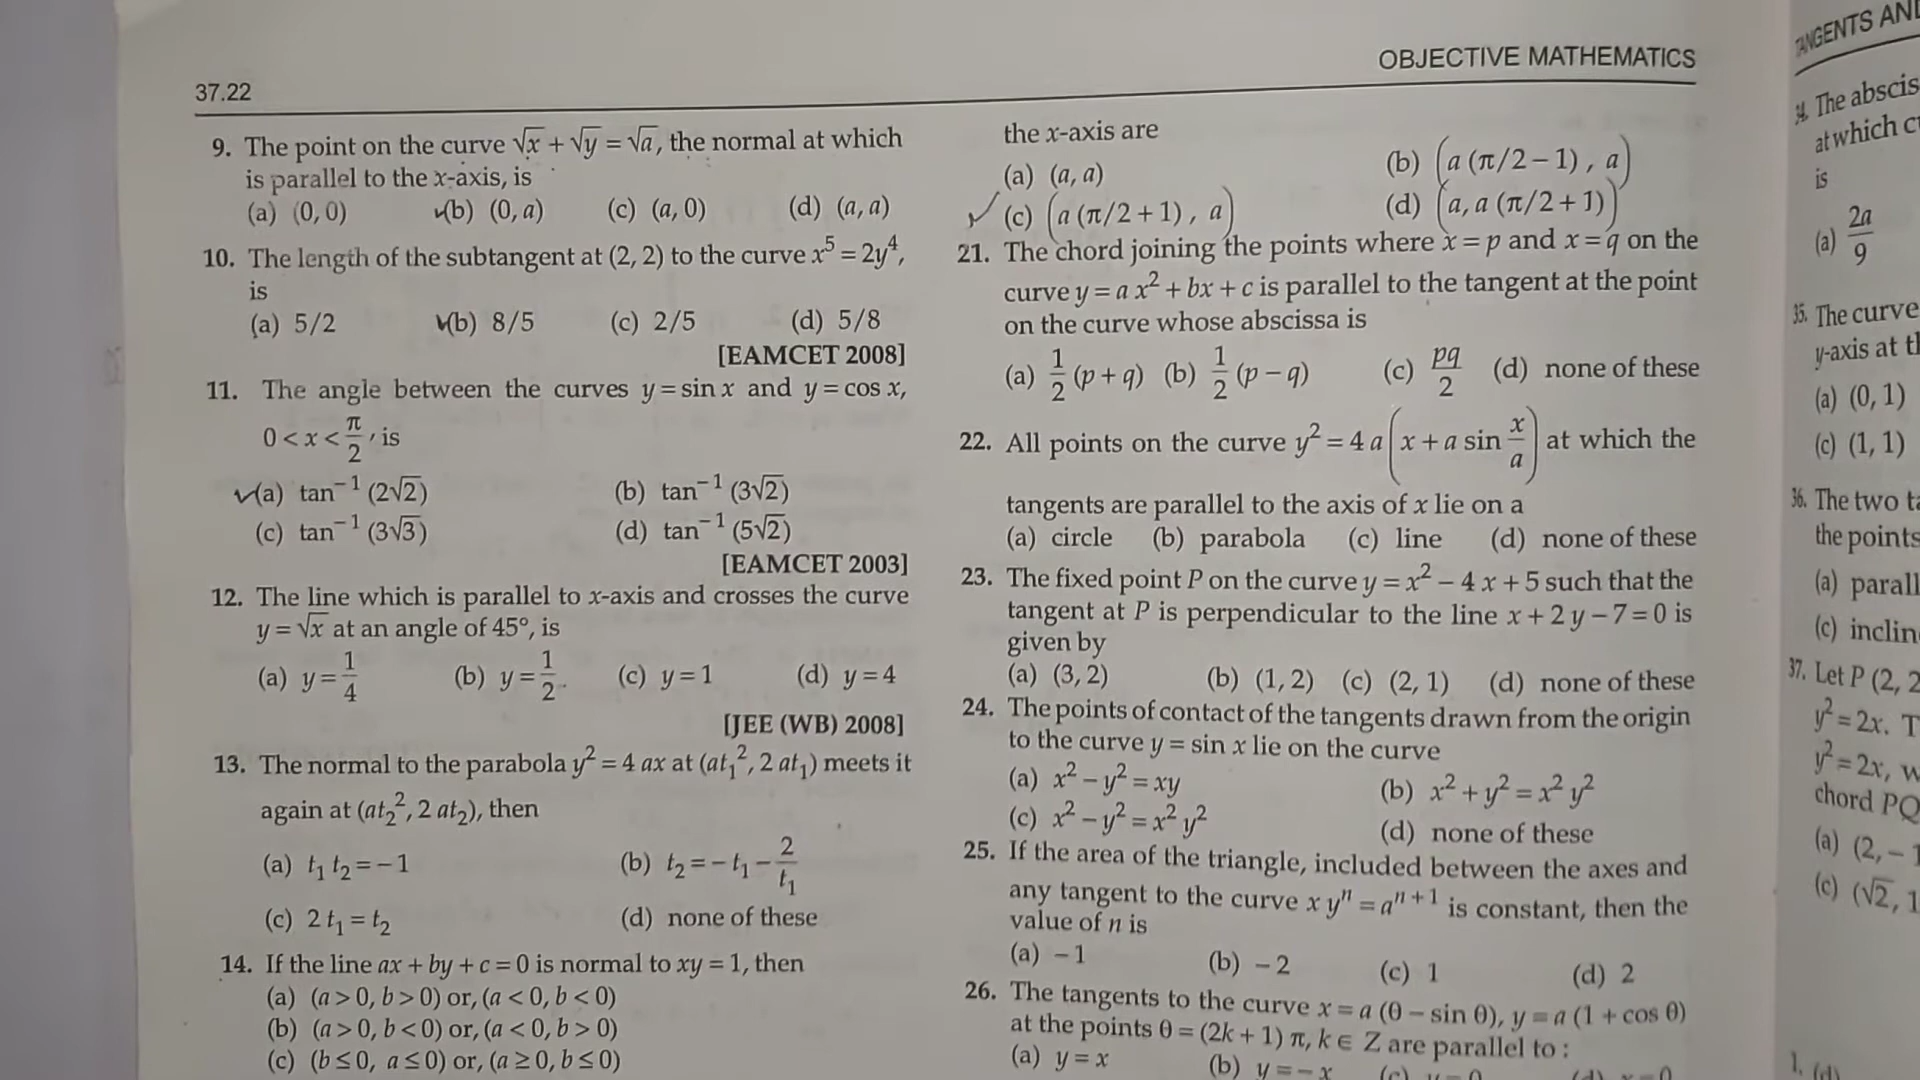 37.22
OBJECTIVE MATHEMATICS
9. The point on the curve √x + √y = √a, the normal at which
is parallel to the x-axis, is
(a) (0, 0) (b) (0, a) (c) (a, 0) (d) (a, a)
10. The length of the subtangent at (2, 2) to the curve x⁵ = 2y⁴,
is
(a) 5/2 (b) 8/5 (c) 2/5 (d) 5/8
[EAMCET 2008]
11. The angle between the curves y = sin x and y = cos x,
0 < x < π/2, is
(a) tan⁻¹ (2√2) (b) tan⁻¹ (3√2)
(c) tan⁻¹ (3√3) (d) tan⁻¹ (5√2)
[EAMCET 2003]
12. The line which is parallel to x-axis and crosses the curve
y = √x at an angle of 45°, is
(a) y = 1/4 (b) y = 1/2 (c) y = 1 (d) y = 4
[JEE (WB) 2008]
13. The normal to the parabola y² = 4 ax at (at₁², 2 at₁) meets it
again at (at₂², 2 at₂), then
(a) t₁ t₂ = – 1 (b) t₂ = – t₁ – 2/t₁
(c) 2 t₁ = t₂ (d) none of these
14. If the line ax + by + c = 0 is normal to xy = 1, then
(a) (a > 0, b > 0) or, (a < 0, b < 0)
(b) (a > 0, b < 0) or, (a < 0, b > 0)
(c) (b ≤ 0, a ≤ 0) or, (a ≥ 0, b ≤ 0)
the x-axis are
(a) (a, a) (b) (a (π/2 – 1), a)
(c) (a (π/2 + 1), a) (d) (a, a (π/2 + 1))
21. The chord joining the points where x = p and x = q on the
curve y = a x² + bx + c is parallel to the tangent at the point
on the curve whose abscissa is
(a) 1/2 (p + q) (b) 1/2 (p – q) (c) pq/2 (d) none of these
22. All points on the curve y² = 4 a (x + a sin x/a) at which the
tangents are parallel to the axis of x lie on a
(a) circle (b) parabola (c) line (d) none of these
23. The fixed point P on the curve y = x² – 4 x + 5 such that the
tangent at P is perpendicular to the line x + 2 y – 7 = 0 is
given by
(a) (3, 2) (b) (1, 2) (c) (2, 1) (d) none of these
24. The points of contact of the tangents drawn from the origin
to the curve y = sin x lie on the curve
(a) x² – y² = xy (b) x² + y² = x² y²
(c) x² – y² = x² y² (d) none of these
25. If the area of the triangle, included between the axes and
any tangent to the curve x yⁿ = aⁿ⁺¹ is constant, then the
value of n is
(a) – 1 (b) – 2 (c) 1 (d) 2
26. The tangents to the curve x = a (θ – sin θ), y = a (1 + cos θ)
at the points θ = (2k + 1) π, k ∈ Z are parallel to :
(a) y = x (b) y = – x
The
at which
is
(a) 2a/9
35. The curve
y-axis at
(a) (0, 1)
(c) (1, 1)
36. The two
the points
(a)
(c)
37. Let P (2,
y² = 2x.
y² = 2x,
chord PQ
(a) (2, –
(c) (√2,